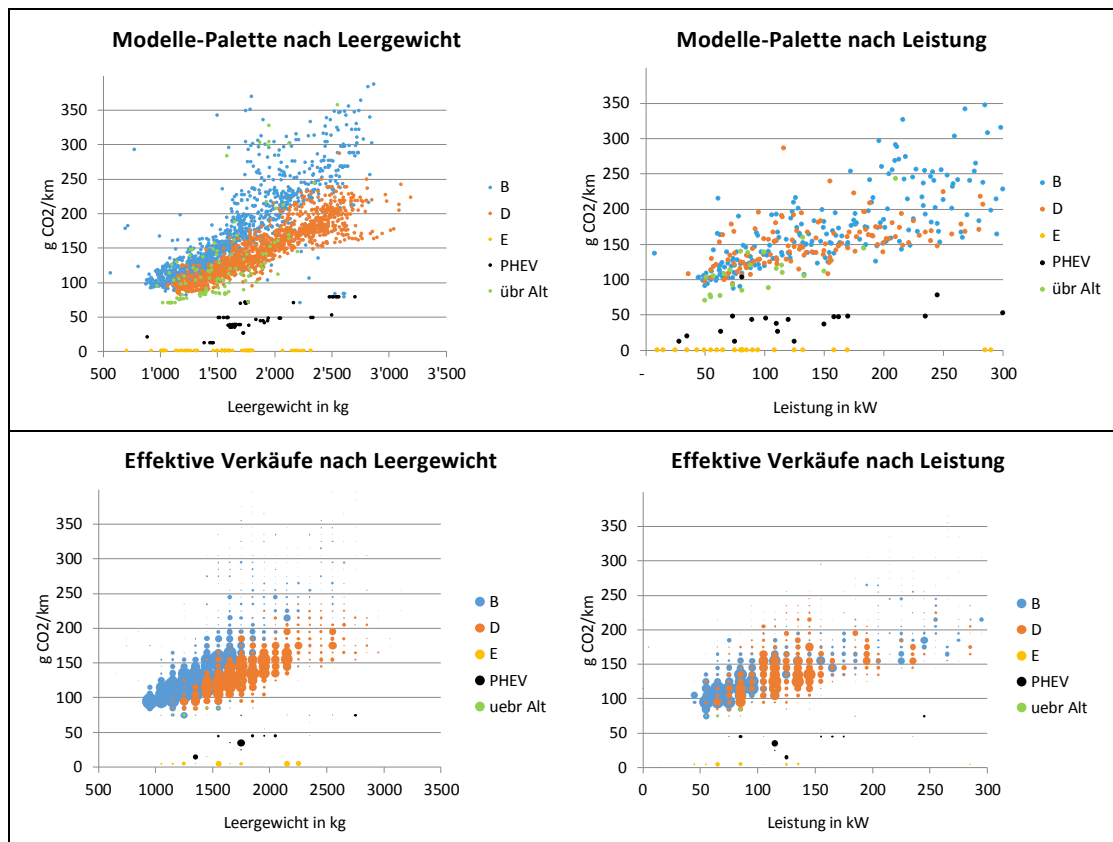 Modelle-Palette nach Leergewicht
g CO2/km
350
300
250
200
150
100
50
0
500 1'000 1'500 2'000 2'500 3'000 3'500
Leergewicht in kg
B
D
E
PHEV
übr Alt
Modelle-Palette nach Leistung
g CO2/km
350
300
250
200
150
100
50
0
- 50 100 150 200 250 300
Leistung in kW
B
D
E
PHEV
übr Alt
Effektive Verkäufe nach Leergewicht
g CO2/km
350
300
250
200
150
100
50
0
500 1000 1500 2000 2500 3000 3500
Leergewicht in kg
B
D
E
PHEV
uebr Alt
Effektive Verkäufe nach Leistung
g CO2/km
350
300
250
200
150
100
50
0
0 50 100 150 200 250 300
Leistung in kW
B
D
E
PHEV
uebr Alt